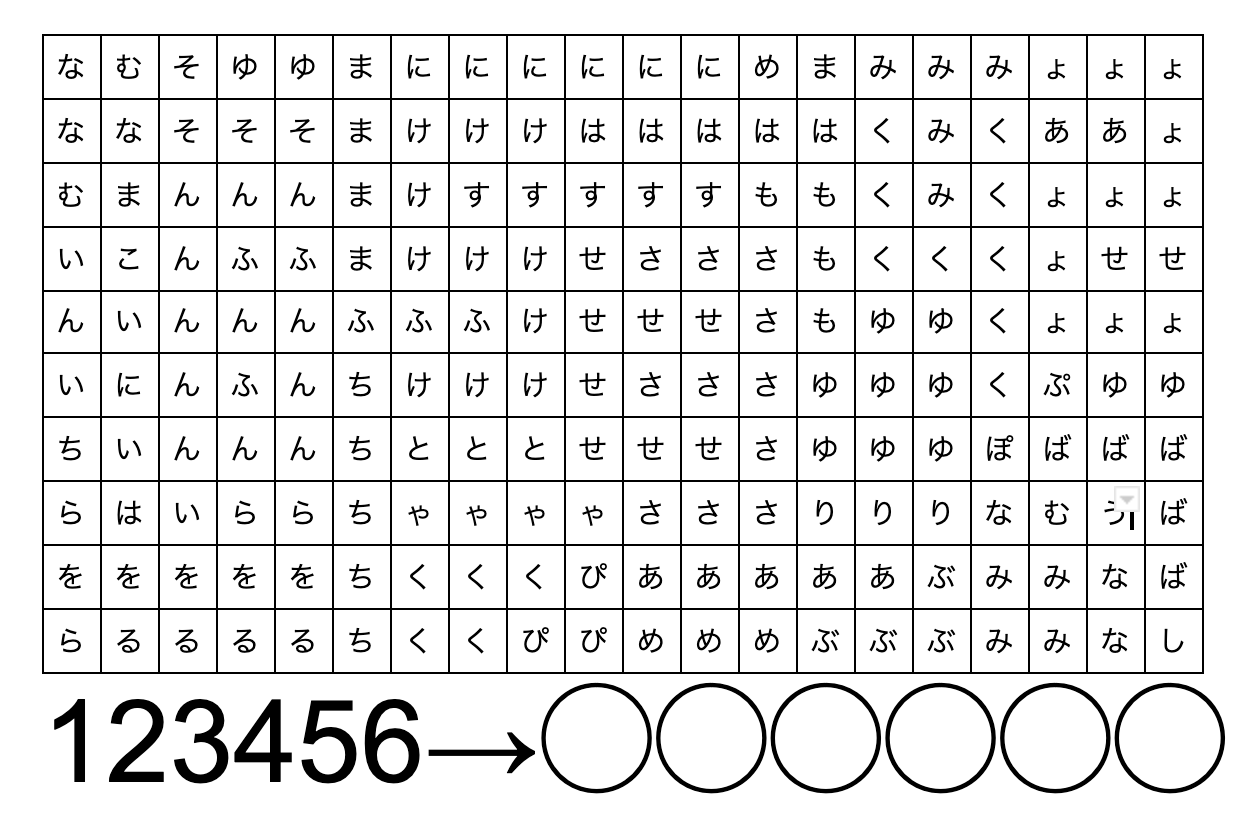 な む そ ゆ ゆ ま に に に に に に め ま み み み ょ ょ ょ
な な そ そ そ ま け け け は は は は は く み く あ あ ょ
む ま ん ん ん ま け す す す す す も も く み く ょ ょ ょ
い こ ん ふ ふ ま け け け せ さ さ さ も く く く ょ せ せ
ん い ん ん ん ふ ふ ふ け せ せ せ さ も ゆ ゆ く ょ ょ ょ
い に ん ふ ん ち け け け せ さ さ さ ゆ ゆ ゆ く ぷ ゆ ゆ
ち い ん ん ん ち と と と せ せ せ さ ゆ ゆ ゆ ぽ ば ば ば
ら は い ら ら ち ゃ ゃ ゃ ゃ さ さ さ り り り な む う ば
を を を を を ち く く く ぴ あ あ あ あ あ ぶ み み な ば
ら る る る る ち く く ぴ ぴ め め め ぶ ぶ ぶ み み な し
123456→○○○○○○